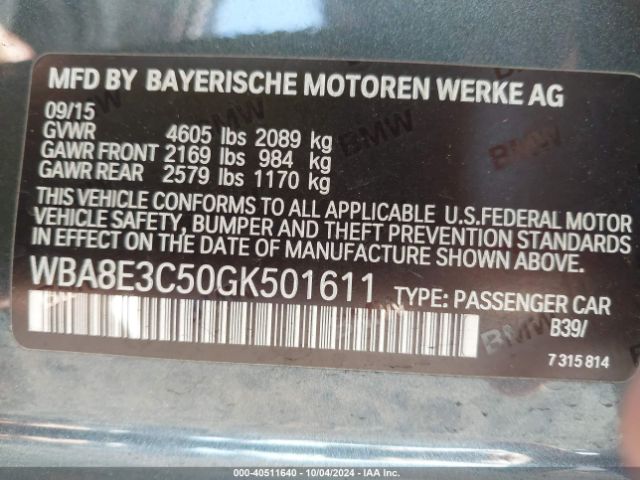 MFD BY BAYERISCHE MOTOREN WERKE AG
09/15
GVWR 4605 lbs 2089 kg
GAWR FRONT 2169 lbs 984 kg
GAWR REAR 2579 lbs 1170 kg
THIS VEHICLE CONFORMS TO ALL APPLICABLE U.S.FEDERAL MOTOR
VEHICLE SAFETY, BUMPER AND THEFT PREVENTION STANDARDS
IN EFFECT ON THE DATE OF MANUFACTURE SHOWN ABOVE.
WBA8E3C50GK501611 TYPE: PASSENGER CAR
B39/
7 315 814
BMW
BMW
000-40511640 - 10/04/2024 - IAA Inc.